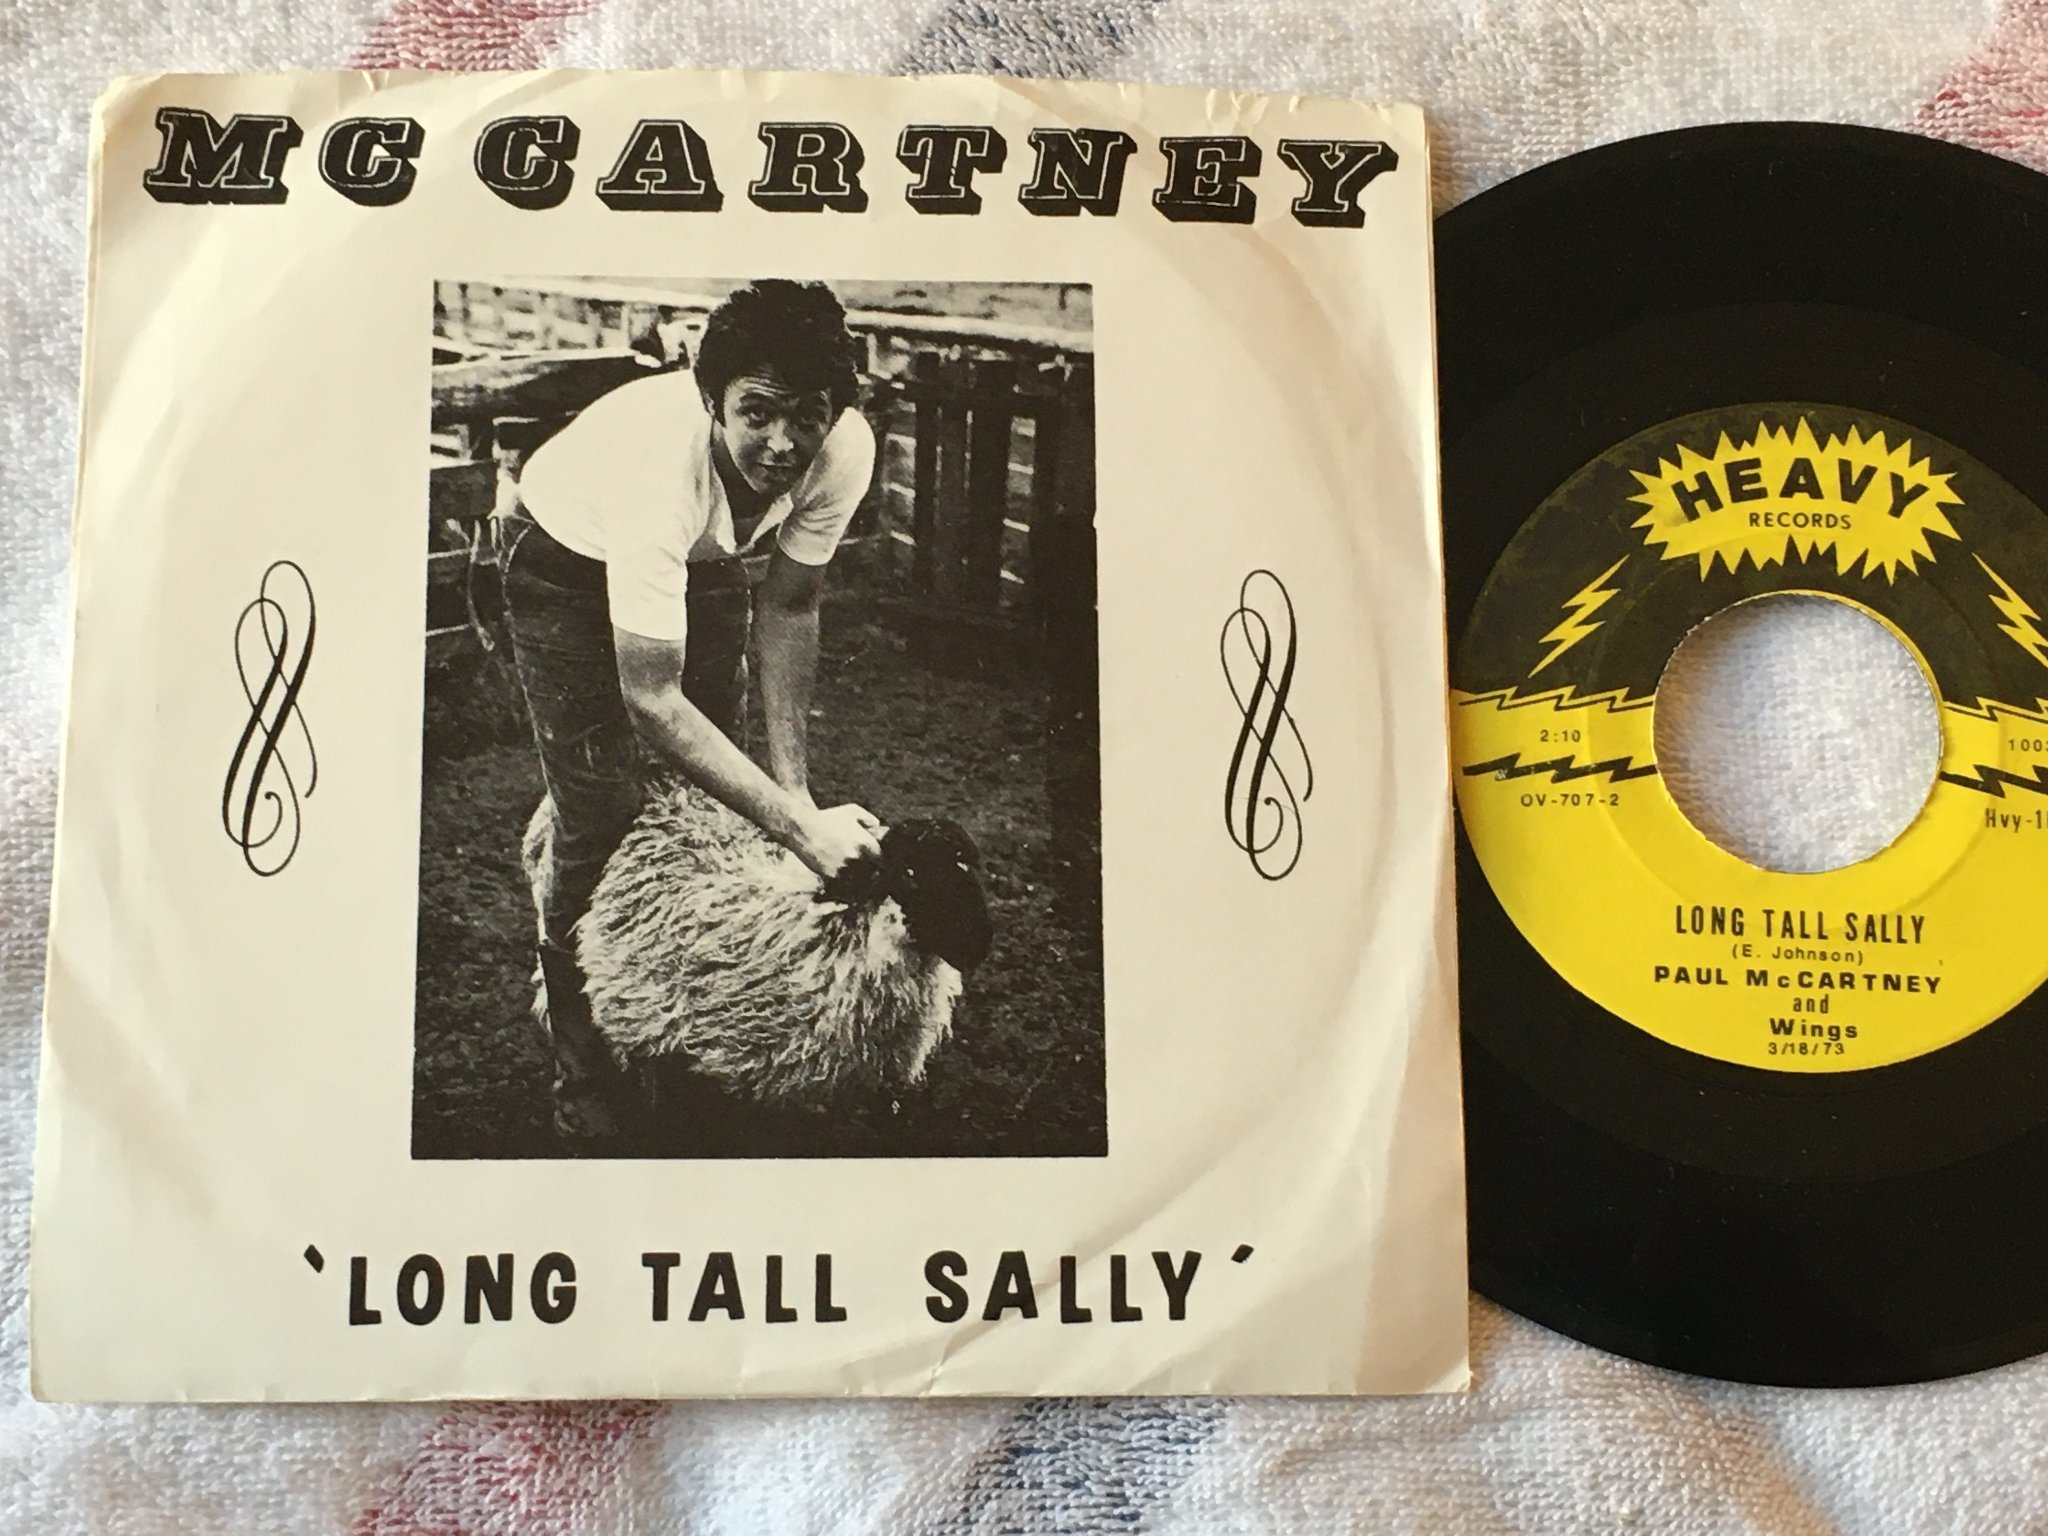 MC CARTNEY
'LONG TALL SALLY'
HEAVY
RECORDS
2:10
OV-707-2
LONG TALL SALLY
(E. Johnson)
PAUL McCARTNEY
and
Wings
3/18/73